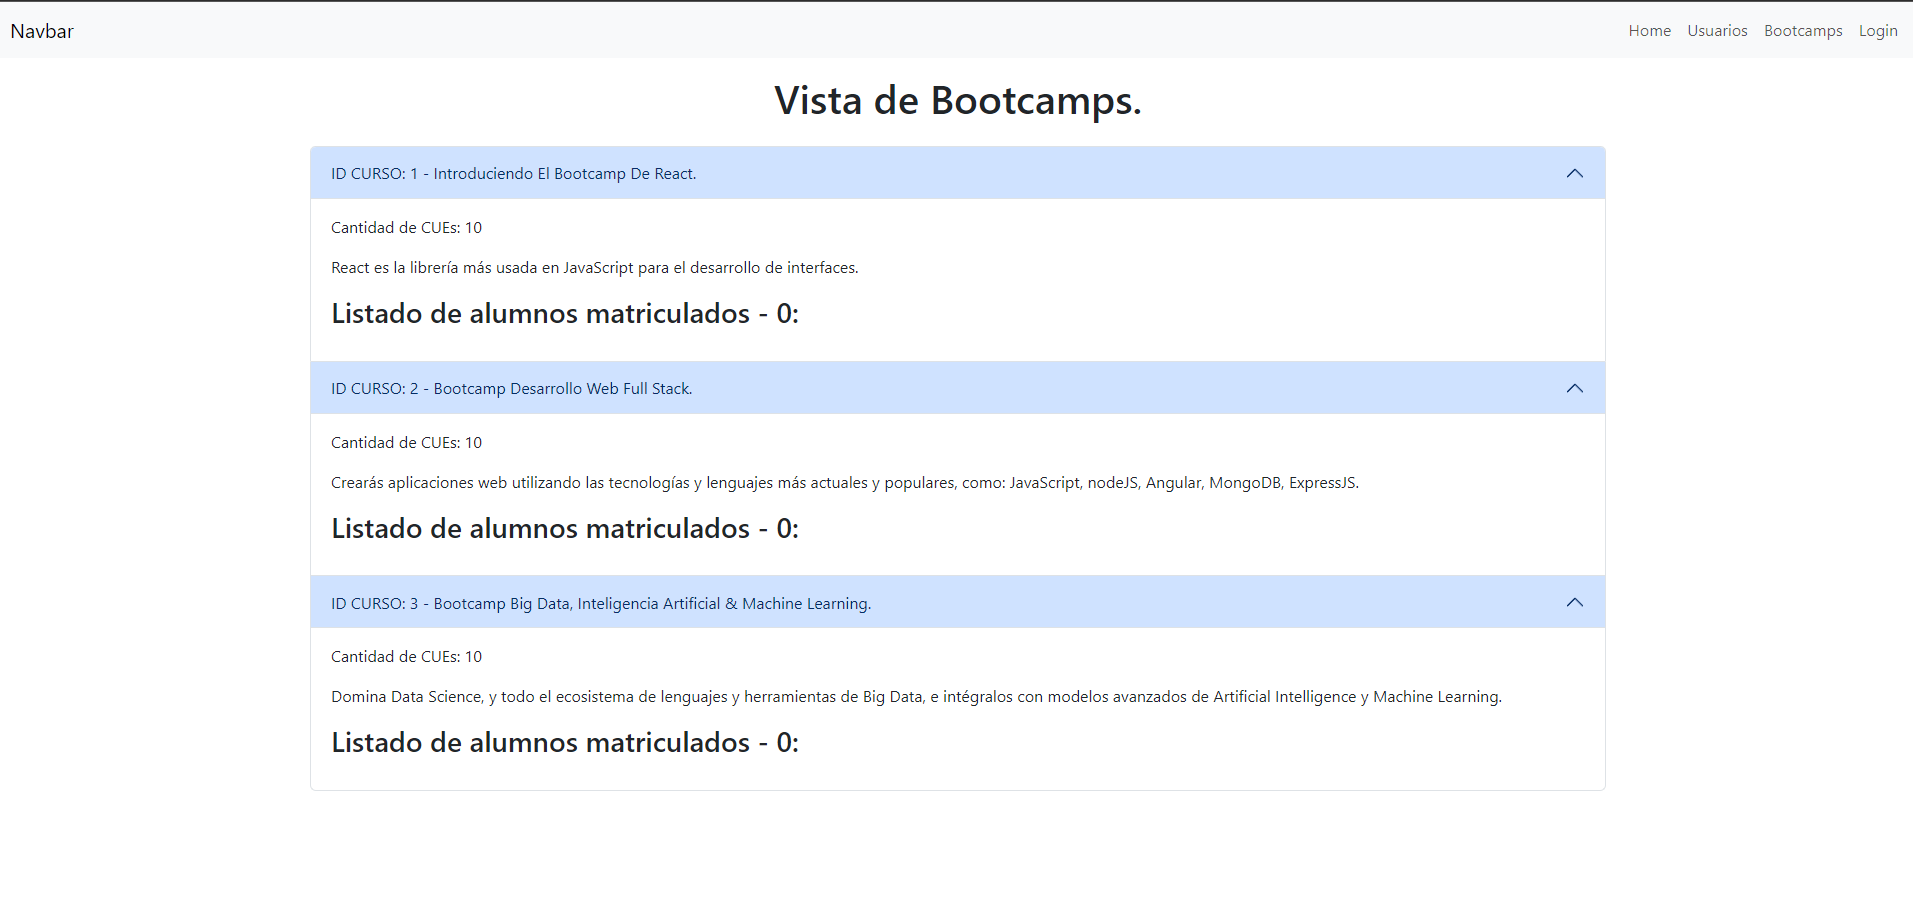 Navbar
Home Usuarios Bootcamps Login
Vista de Bootcamps.
ID CURSO: 1 - Introduciendo El Bootcamp De React.
Cantidad de CUEs: 10
React es la librería más usada en JavaScript para el desarrollo de interfaces.
Listado de alumnos matriculados - 0:
ID CURSO: 2 - Bootcamp Desarrollo Web Full Stack.
Cantidad de CUEs: 10
Crearás aplicaciones web utilizando las tecnologías y lenguajes más actuales y populares, como: JavaScript, nodeJS, Angular, MongoDB, ExpressJS.
Listado de alumnos matriculados - 0:
ID CURSO: 3 - Bootcamp Big Data, Inteligencia Artificial & Machine Learning.
Cantidad de CUEs: 10
Domina Data Science, y todo el ecosistema de lenguajes y herramientas de Big Data, e intégralos con modelos avanzados de Artificial Intelligence y Machine Learning.
Listado de alumnos matriculados - 0: